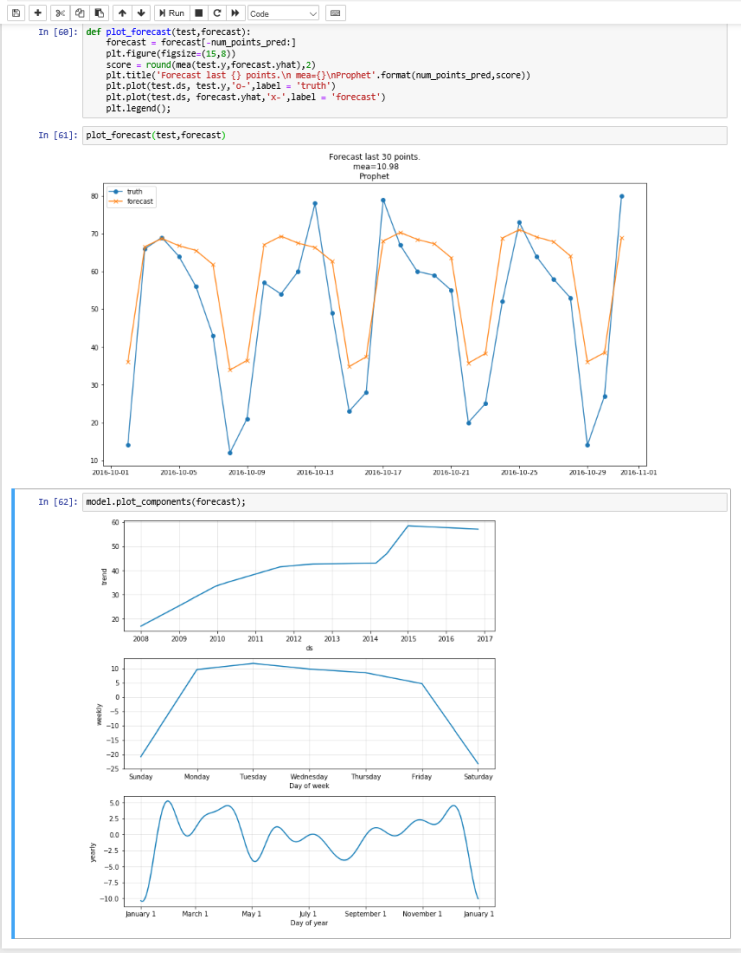 Run
Code
In [60]: def plot_forecast(test,forecast):
forecast = forecast[-num_points_pred:]
plt.figure(figsize=(15,8))
score = round(mea(test.y,forecast.yhat),2)
plt.title('Forecast last {} points.\n mea={}\nProphet'.format(num_points_pred,score))
plt.plot(test.ds, test.y,'o-',label = 'truth')
plt.plot(test.ds, forecast.yhat,'x-',label = 'forecast')
plt.legend();
In [61]: plot_forecast(test,forecast)
Forecast last 30 points.
mea=10.98
Prophet
truth
forecast
80
70
60
50
40
30
20
10
2016-10-01 2016-10-05 2016-10-09 2016-10-13 2016-10-17 2016-10-21 2016-10-25 2016-10-29 2016-11-01
In [62]: model.plot_components(forecast);
60
50
40
30
20
trend
2008 2009 2010 2011 2012 2013 2014 2015 2016 2017
ds
10
5
0
−5
−10
−15
−20
−25
weekly
Sunday Monday Tuesday Wednesday Thursday Friday Saturday
Day of week
5.0
2.5
0.0
−2.5
−5.0
−7.5
−10.0
yearly
January 1 March 1 May 1 July 1 September 1 November 1 January 1
Day of year